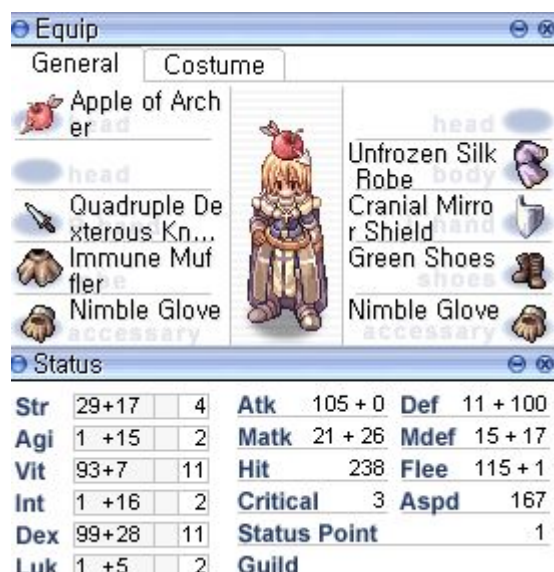 Equip
General Costume
Apple of Arch
er
head
head
head
Unfrozen Silk
Robe
body
Quadruple De
xterous Kn...
Cranial Mirro
r Shield
hand
Immune Muf
fler
Green Shoes
shoes
Nimble Glove
accessary
Nimble Glove
accessary
Status
Str 29+17 4 Atk 105 + 0 Def 11 + 100
Agi 1 +15 2 Matk 21 + 26 Mdef 15 + 17
Vit 93+7 11 Hit 238 Flee 115 + 1
Int 1 +16 2 Critical 3 Aspd 167
Dex 99+28 11 Status Point 1
Luk 1 +5 2 Guild